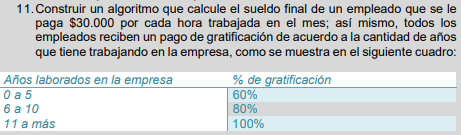 11. Construir un algoritmo que calcule el sueldo final de un empleado que se le
paga $30.000 por cada hora trabajada en el mes; así mismo, todos los
empleados reciben un pago de gratificación de acuerdo a la cantidad de años
que tiene trabajando en la empresa, como se muestra en el siguiente cuadro:
Años laborados en la empresa % de gratificación
0 a 5 60%
6 a 10 80%
11 a más 100%